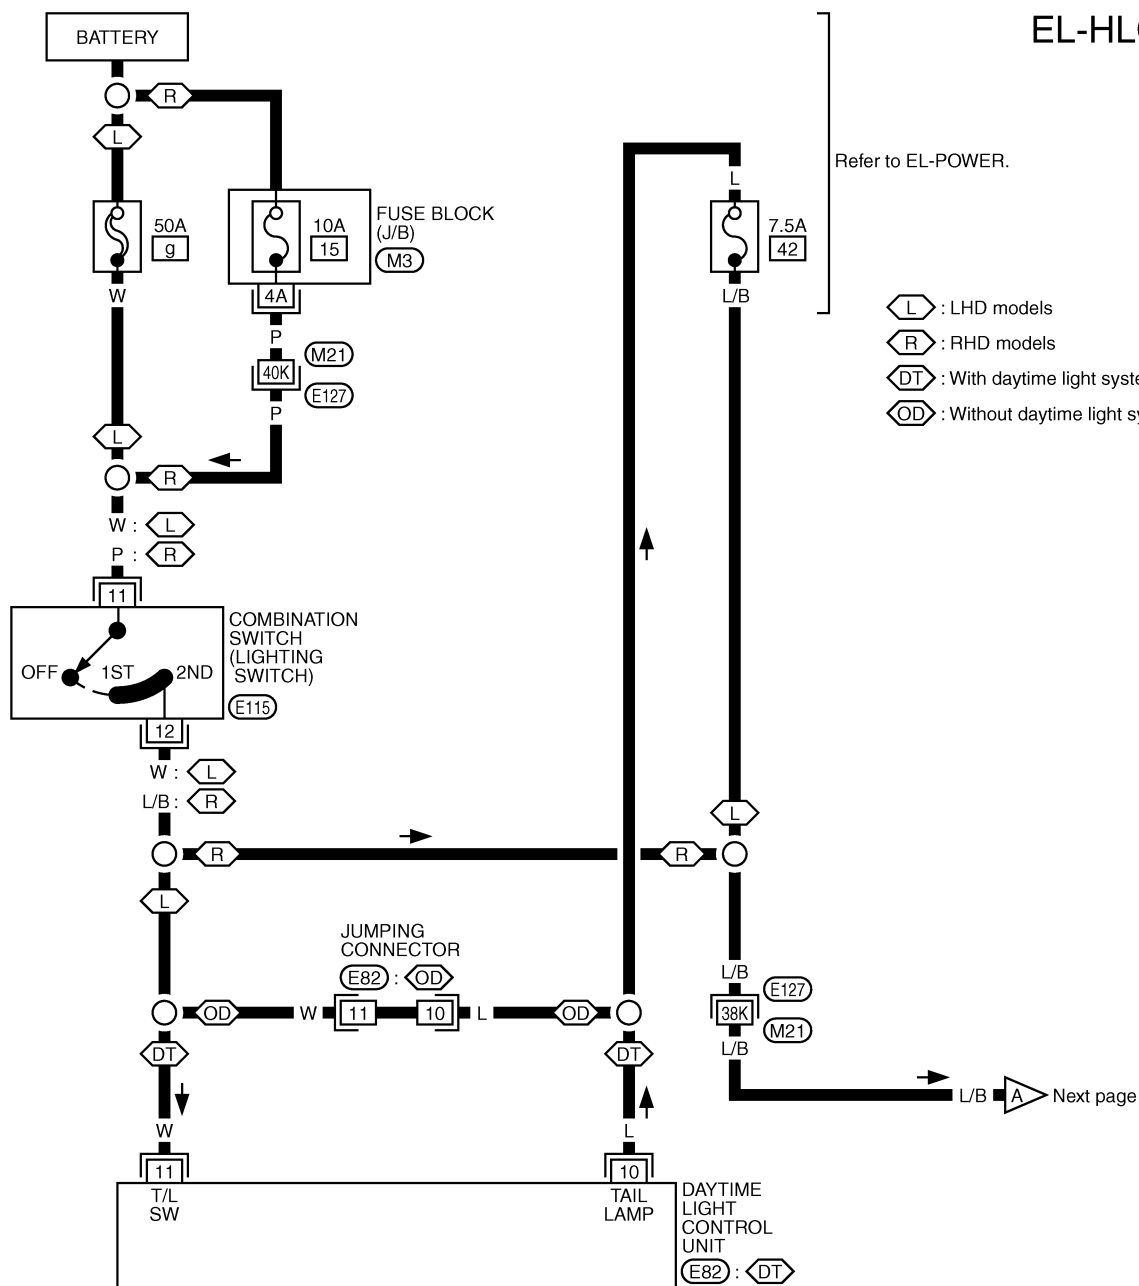 EL-HL
BATTERY
R
L
Refer to EL-POWER.
L
50A
g
10A
15
FUSE BLOCK
(J/B)
M3
7.5A
42
W
4A
L/B
P
M21
40K
E127
P
L : LHD models
R : RHD models
DT : With daytime light syste
OD : Without daytime light sy
L
R
W : L
P : R
11
COMBINATION
SWITCH
(LIGHTING
SWITCH)
OFF
1ST
2ND
E115
12
W : L
L/B : R
L
R
R
L
JUMPING
CONNECTOR
E82 : OD
L/B
E127
OD
W
11
10
L
OD
38K
M21
DT
DT
L/B
L/B
A
Next page
W
L
11
10
T/L
SW
TAIL
LAMP
DAYTIME
LIGHT
CONTROL
UNIT
E82 : DT